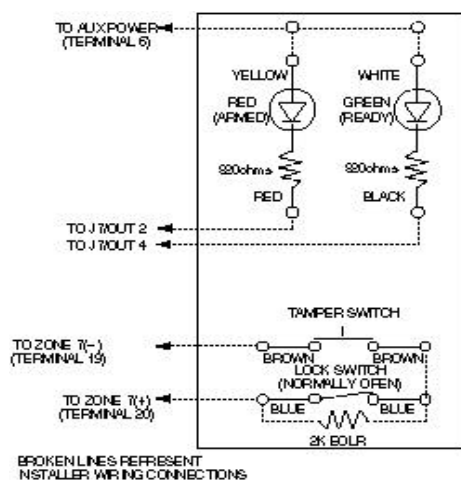 TO AUX POWER
(TERMINAL 6)
YELLOW
WHITE
RED
(ARMED)
GREEN
(READY)
820ohms
820ohms
RED
BLACK
TO J7/OUT 2
TO J7/OUT 4
TAMPER SWITCH
TO ZONE 7(–)
(TERMINAL 19)
BROWN
BROWN
LOCK SWITCH
(NORMALLY OPEN)
TO ZONE 7(+)
(TERMINAL 20)
BLUE
BLUE
2K EOLR
BROKEN LINES REPRESENT
INSTALLER WIRING CONNECTIONS